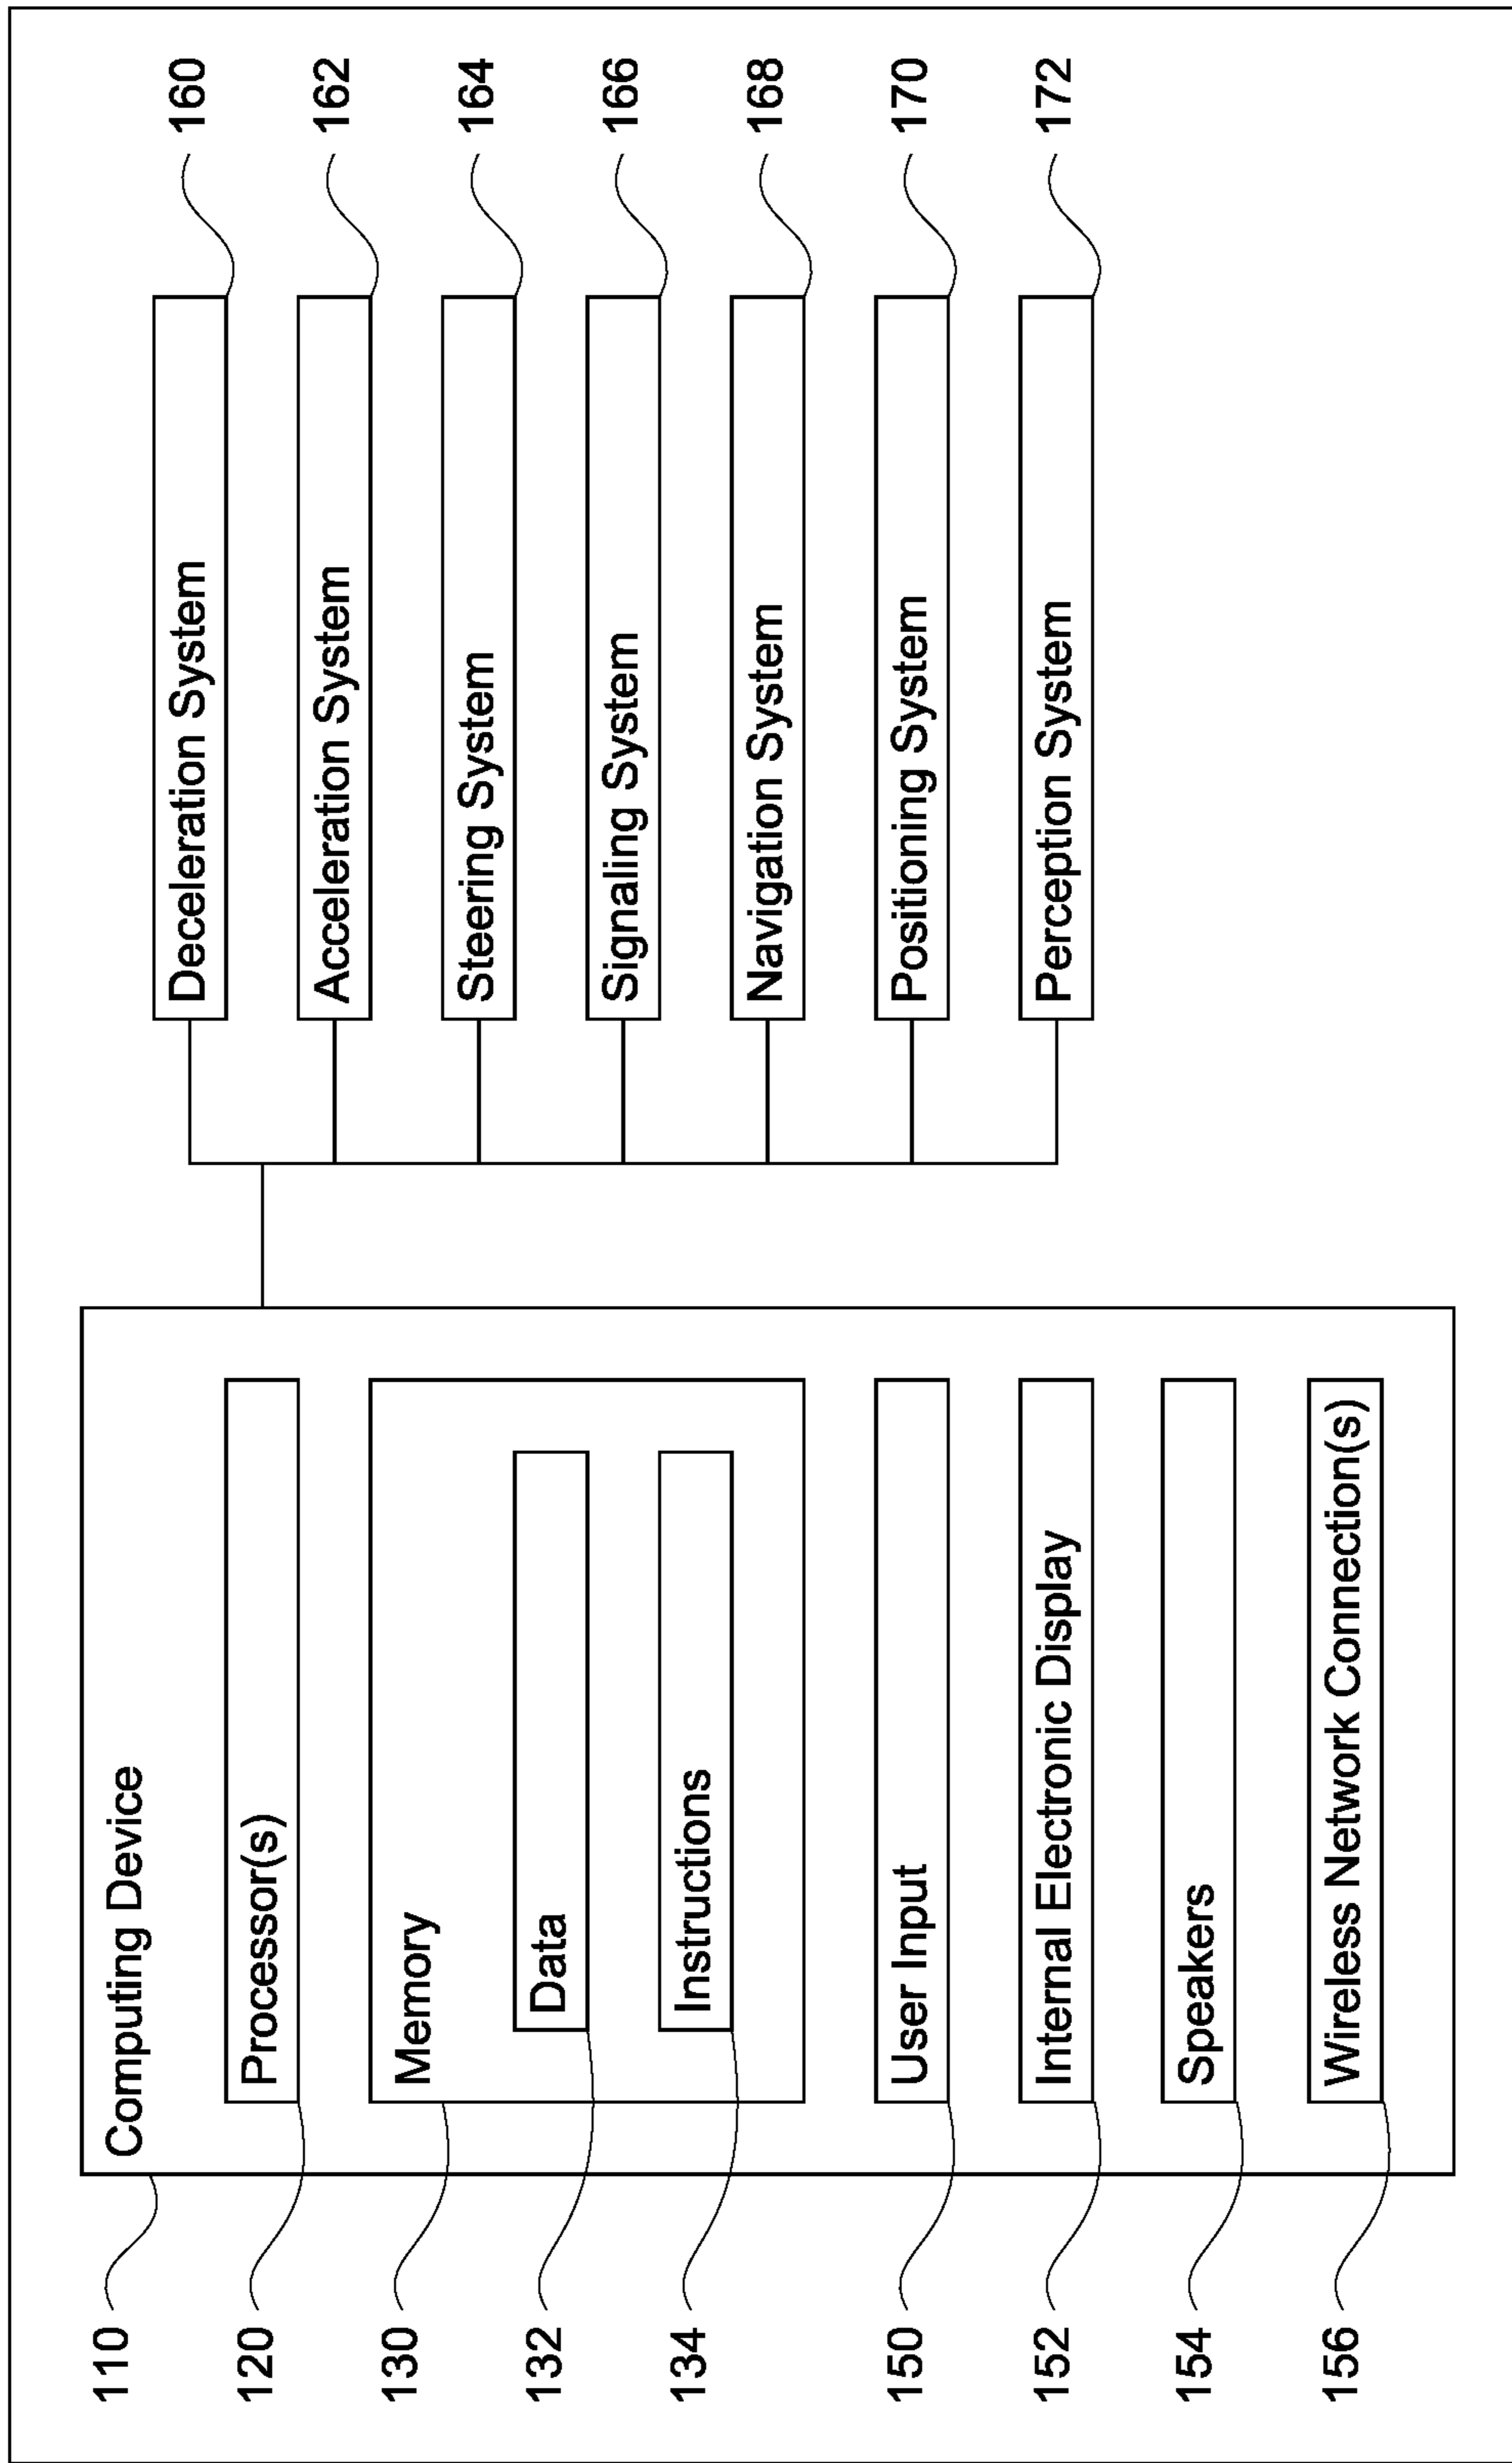 110
Computing Device
120
Processor(s)
130
Memory
132
Data
134
Instructions
150
User Input
152
Internal Electronic Display
154
Speakers
156
Wireless Network Connection(s)
Deceleration System
160
Acceleration System
162
Steering System
164
Signaling System
166
Navigation System
168
Positioning System
170
Perception System
172